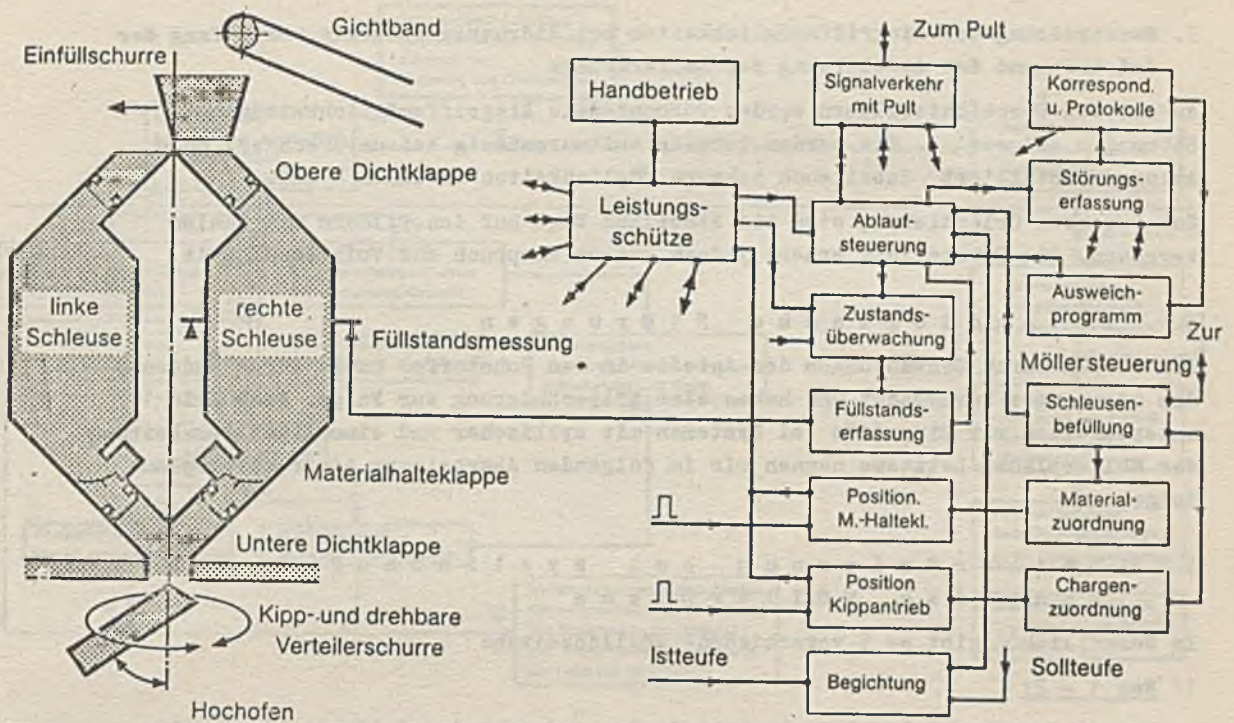 Gichtband
Einfüllschurre
Obere Dichtklappe
linke
Schleuse
rechte
Schleuse
Füllstandsmessung
Materialhalteklappe
Untere Dichtklappe
Kipp- und drehbare
Verteilerschurre
Hochofen
Zum Pult
Handbetrieb
Signalverkehr
mit Pult
Korrespond.
u. Protokolle
Leistungs-
schütze
Ablauf-
steuerung
Störungs-
erfassung
Zustands-
überwachung
Ausweich-
programm
Zur
Möllersteuerung
Füllstands-
erfassung
Schleusen-
befüllung
Position.
M.-Haltekl.
Material-
zuordnung
Position
Kippantrieb
Chargen-
zuordnung
Istteufe
Begichtung
Sollteufe